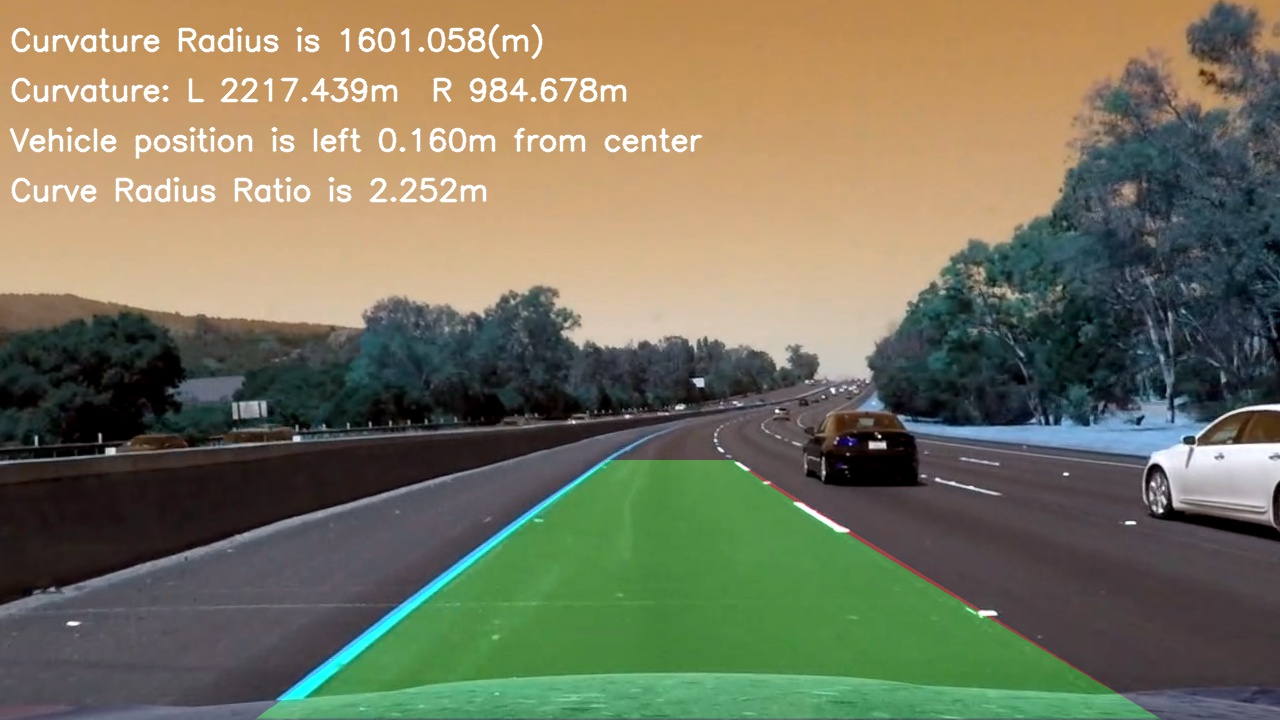 Curvature Radius is 1601.058(m)
Curvature: L 2217.439m R 984.678m
Vehicle position is left 0.160m from center
Curve Radius Ratio is 2.252m